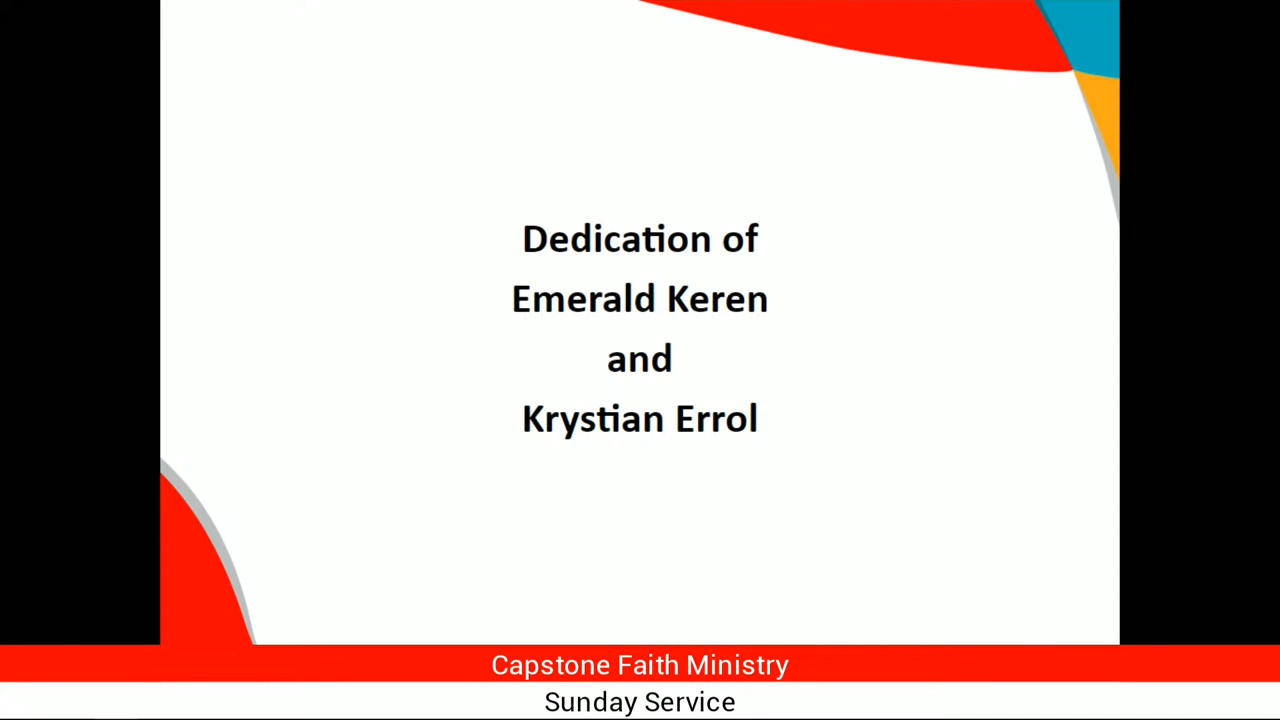 Dedication of
Emerald Keren
and
Krystian Errol
Capstone Faith Ministry
Sunday Service